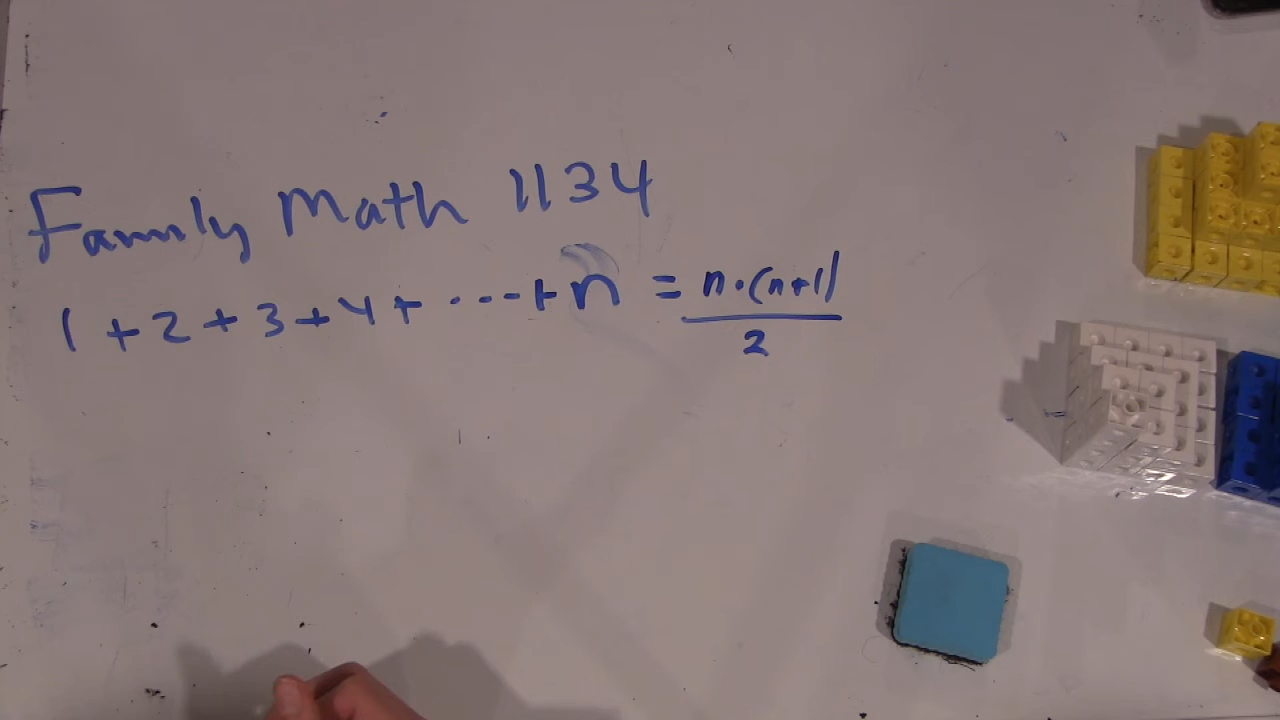 Family Math 1134
1 + 2 + 3 + 4 + ····+ n = n·(n+1)
2